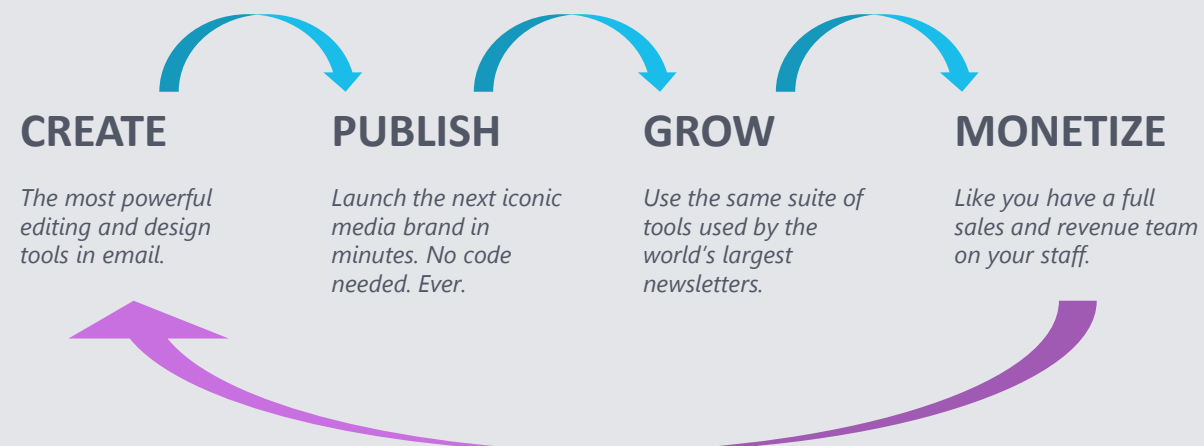 CREATE
The most powerful
editing and design
tools in email.
PUBLISH
Launch the next iconic
media brand in
minutes. No code
needed. Ever.
GROW
Use the same suite of
tools used by the
world’s largest
newsletters.
MONETIZE
Like you have a full
sales and revenue team
on your staff.